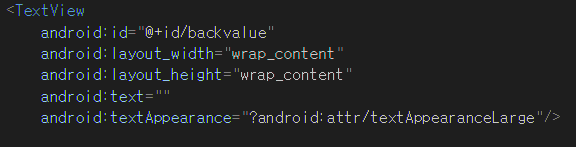 <TextView
android:id="@+id/backvalue"
android:layout_width="wrap_content"
android:layout_height="wrap_content"
android:text=""
android:textAppearance="?android:attr/textAppearanceLarge"/>